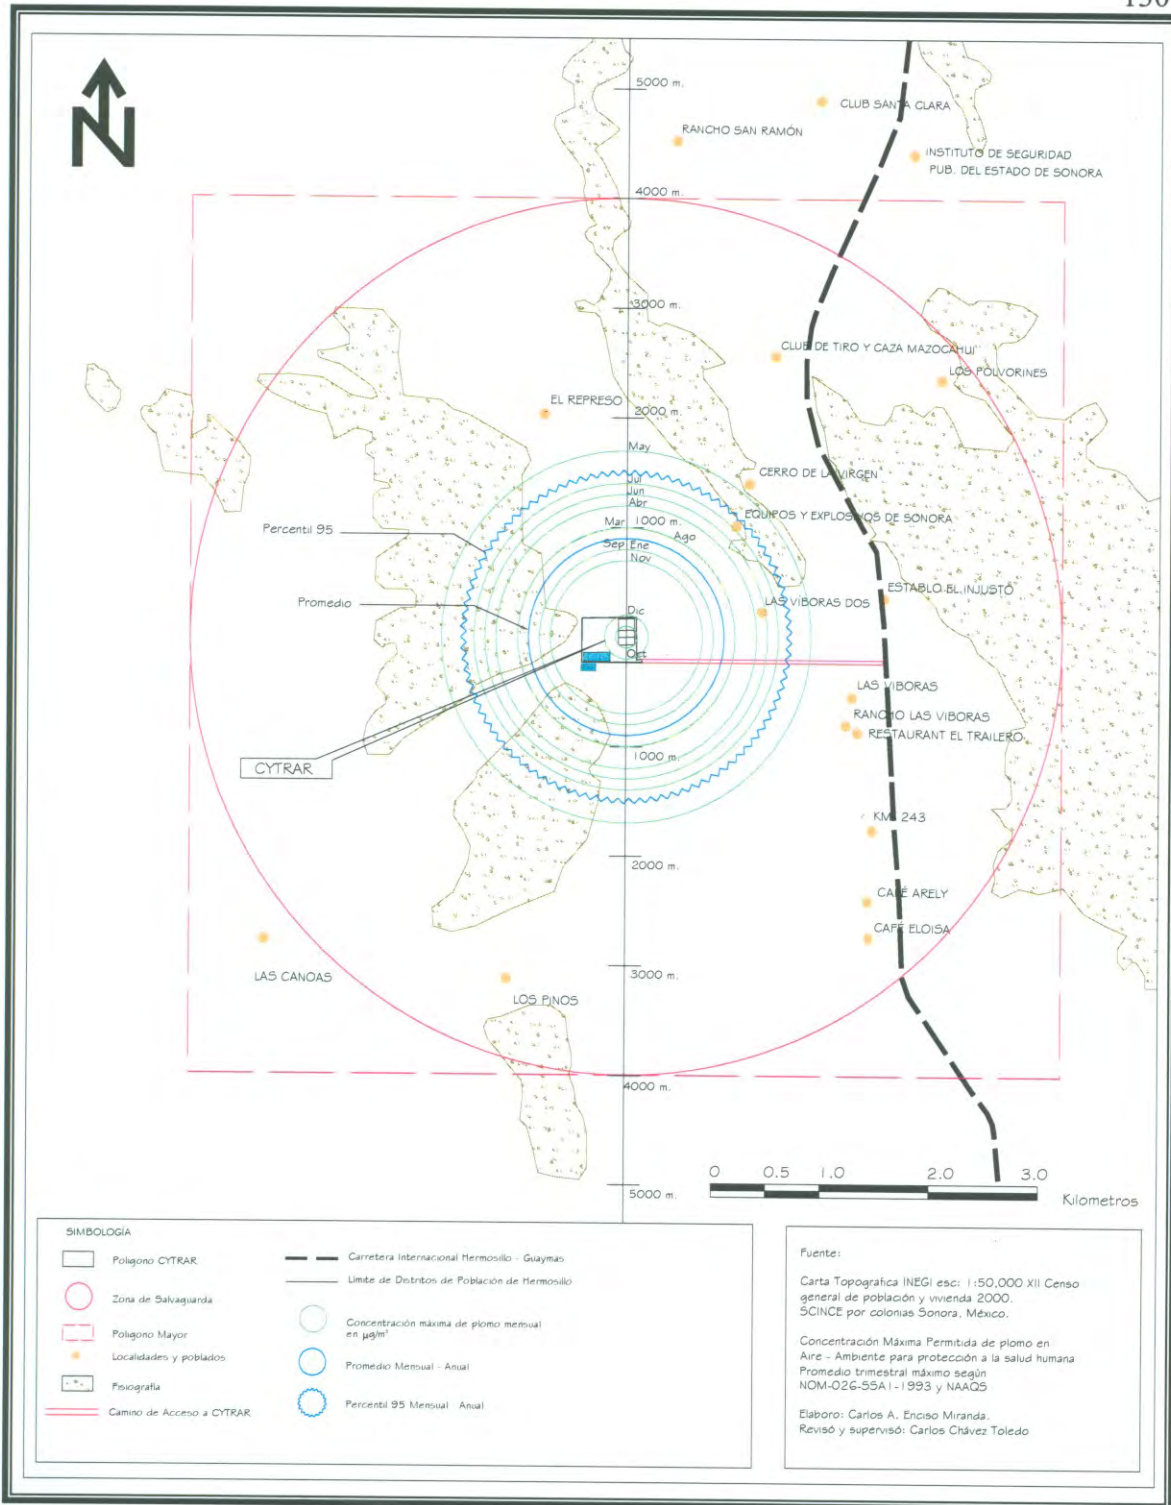 N
5000 m.
CLUB SANTA CLARA
RANCHO SAN RAMÓN
INSTITUTO DE SEGURIDAD
PUB. DEL ESTADO DE SONORA
4000 m.
3000 m.
CLUB DE TIRO Y CAZA MAZOCAHUI
LOS POLVORINES
EL REPRESO
2000 m.
May
CERRO DE LA VIRGEN
Jul
Jun
Abr
EQUIPOS Y EXPLOSIVOS DE SONORA
Percentil 95
Mar 1000 m.
Ago
Sep Ene
Nov
ESTABLO EL INJUSTO
Promedio
Dic
LAS VÍBORAS DOS
Oct
LAS VIBORAS
RANCHO LAS VIBORAS
RESTAURANT EL TRAILERO
1000 m.
CYTRAR
KM 243
2000 m.
CAFÉ ARELY
CAFÉ ELOISA
LAS CANOAS
3000 m.
LOS PINOS
4000 m.
5000 m.
0 0.5 1.0 2.0 3.0
Kilometros
SIMBOLOGÍA
Poligono CYTRAR
Zona de Salvaguarda
Poligono Mayor
Localidades y poblados
Fisiografía
Camino de Acceso a CYTRAR
Carretera Internacional Hermosillo - Guaymas
Limite de Distritos de Población de Hermosillo
Concentración máxima de plomo mensual
en µg/m³
Promedio Mensual - Anual
Percentil 95 Mensual Anual
Fuente:
Carta Topografica INEGI esc: 1:50,000 XII Censo
general de población y vivienda 2000.
SCINCE por colonias Sonora, México.
Concentración Máxima Permitida de plomo en
Aire - Ambiente para protección a la salud humana
Promedio trimestral máximo según
NOM-026-SSA1-1993 y NAAQS
Elaboro: Carlos A. Enciso Miranda.
Revisó y supervisó: Carlos Chávez Toledo